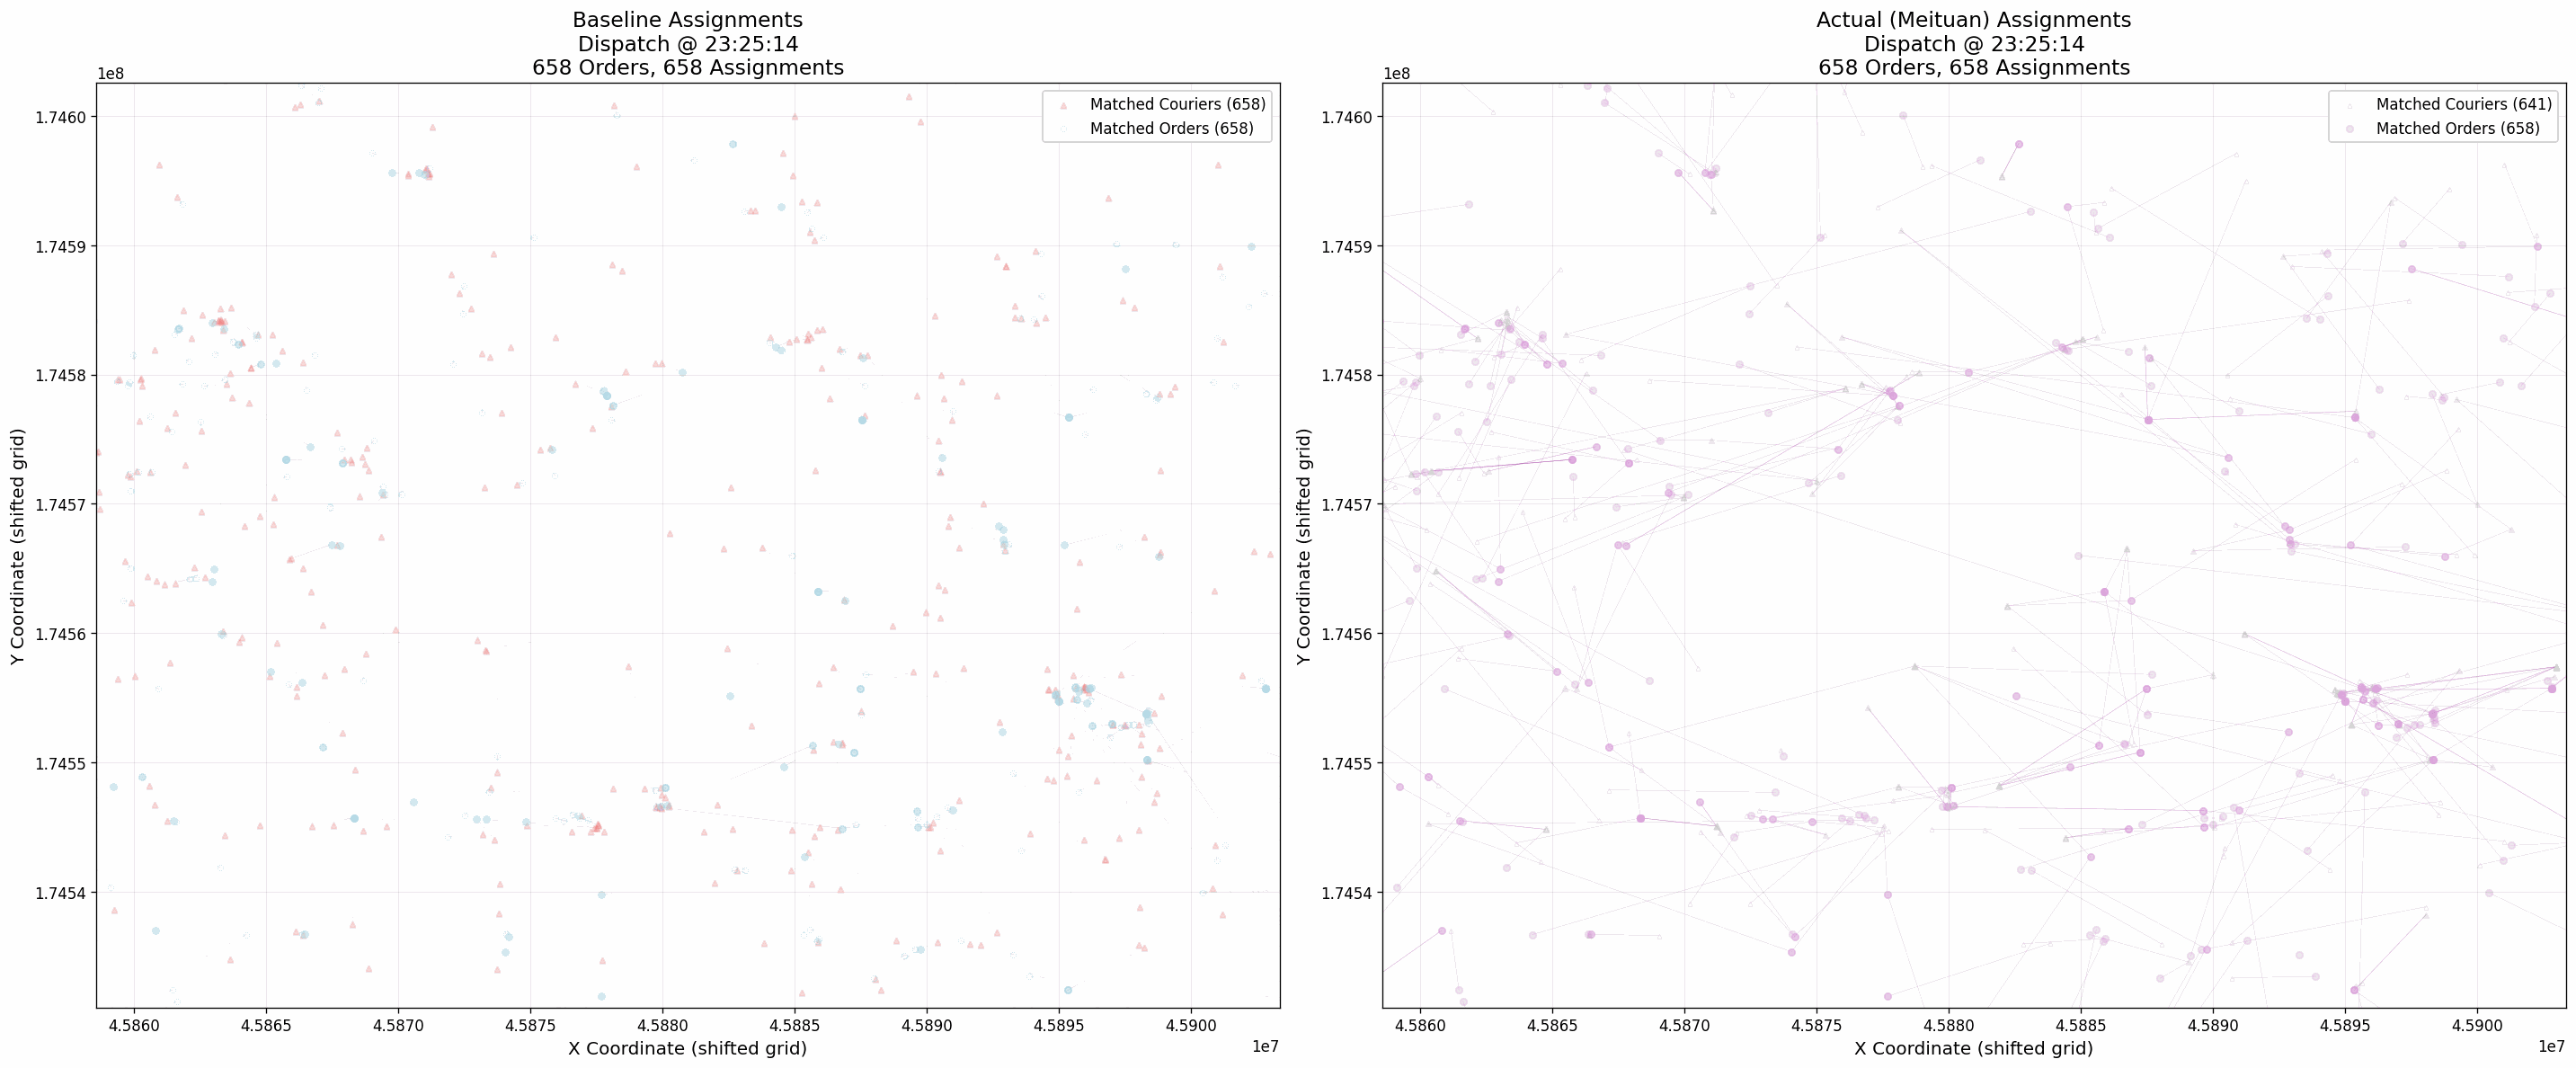 Baseline Assignments
Dispatch @ 23:25:14
658 Orders, 658 Assignments
1e8
Matched Couriers (658)
Matched Orders (658)
1.7460
1.7459
1.7458
1.7457
1.7456
1.7455
1.7454
Y Coordinate (shifted grid)
4.5860 4.5865 4.5870 4.5875 4.5880 4.5885 4.5890 4.5895 4.5900
X Coordinate (shifted grid)
1e7
Actual (Meituan) Assignments
Dispatch @ 23:25:14
658 Orders, 658 Assignments
1e8
Matched Couriers (641)
Matched Orders (658)
1.7460
1.7459
1.7458
1.7457
1.7456
1.7455
1.7454
Y Coordinate (shifted grid)
4.5860 4.5865 4.5870 4.5875 4.5880 4.5885 4.5890 4.5895 4.5900
X Coordinate (shifted grid)
1e7